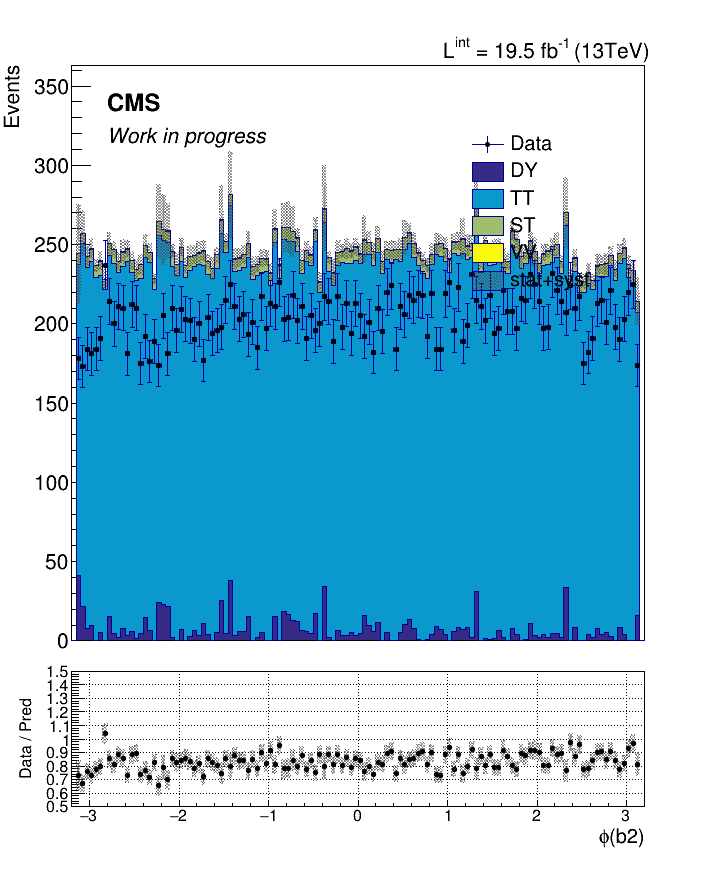 L^int = 19.5 fb^-1 (13TeV)
Events
CMS
Work in progress
Data
DY
TT
ST
VV
stat+syst
350
300
250
200
150
100
50
0
Data / Pred
1.5
1.4
1.3
1.2
1.1
1
0.9
0.8
0.7
0.6
0.5
−3 −2 −1 0 1 2 3
ϕ(b2)